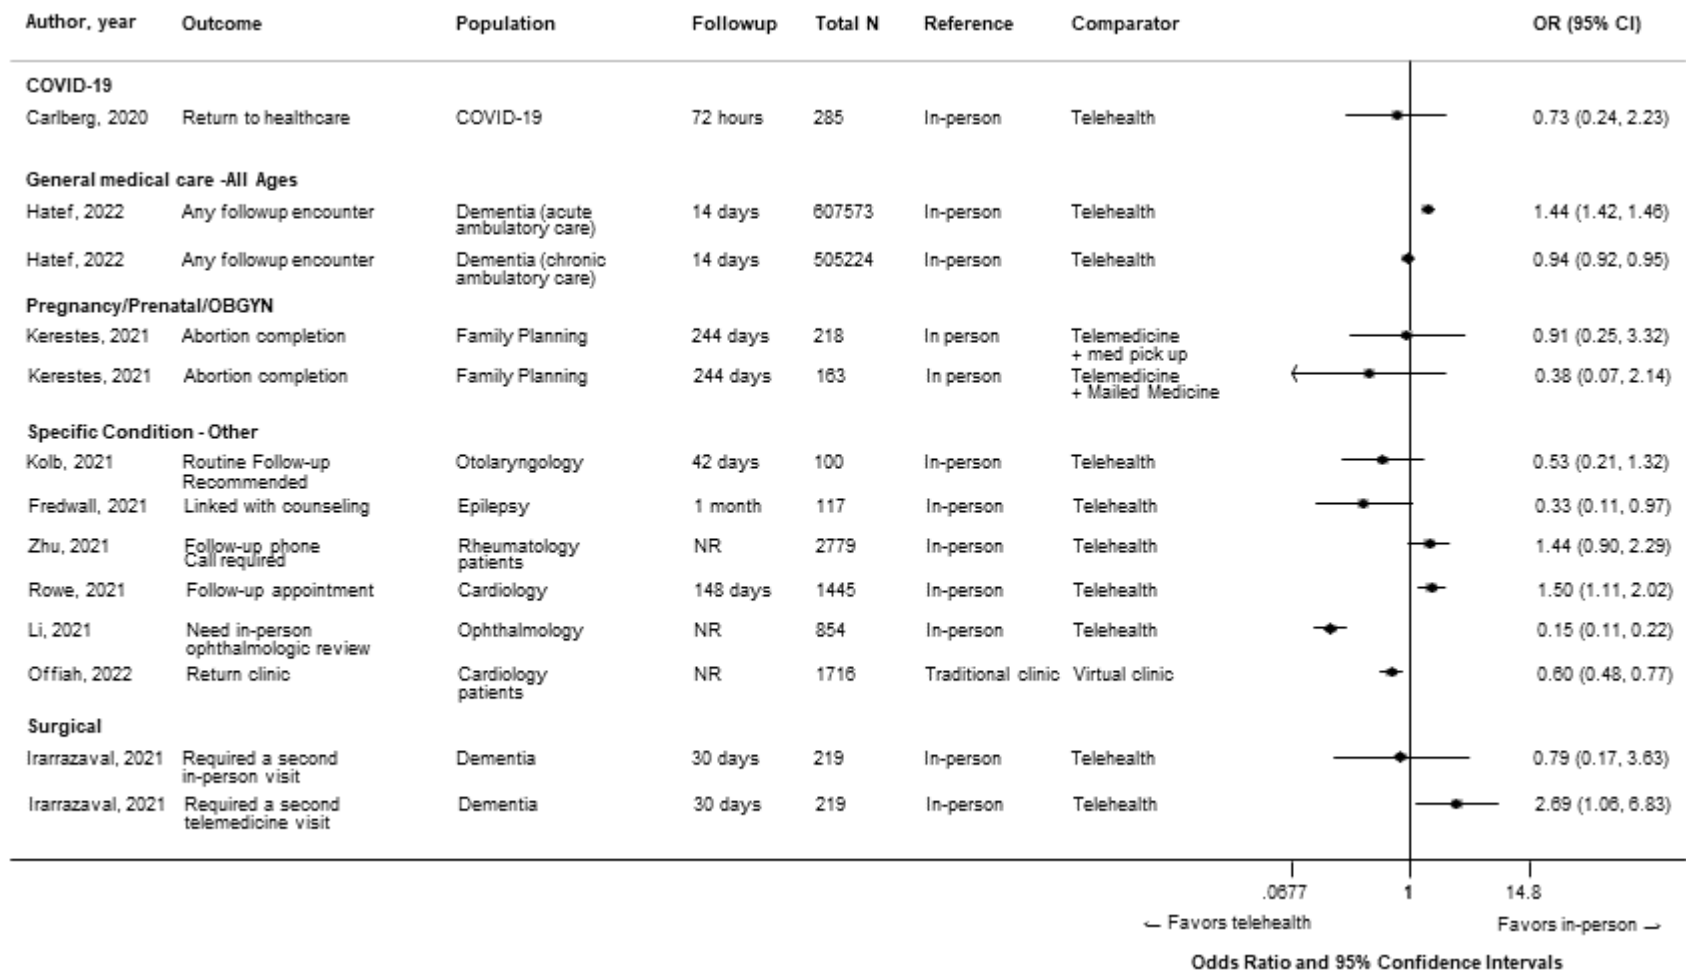 Author, year Outcome Population Followup Total N Reference Comparator OR (95% CI)
COVID-19
Carlberg, 2020 Return to healthcare COVID-19 72 hours 285 In-person Telehealth 0.73 (0.24, 2.23)
General medical care -All Ages
Hatef, 2022 Any followup encounter Dementia (acute 14 days 607573 In-person Telehealth 1.44 (1.42, 1.46)
ambulatory care)
Hatef, 2022 Any followup encounter Dementia (chronic 14 days 505224 In-person Telehealth 0.94 (0.92, 0.95)
ambulatory care)
Pregnancy/Prenatal/OBGYN
Kerestes, 2021 Abortion completion Family Planning 244 days 218 In person Telemedicine 0.91 (0.25, 3.32)
+ med pick up
Kerestes, 2021 Abortion completion Family Planning 244 days 163 In person Telemedicine 0.38 (0.07, 2.14)
+ Mailed Medicine
Specific Condition - Other
Kolb, 2021 Routine Follow-up Otolaryngology 42 days 100 In-person Telehealth 0.53 (0.21, 1.32)
Recommended
Fredwall, 2021 Linked with counseling Epilepsy 1 month 117 In-person Telehealth 0.33 (0.11, 0.97)
Zhu, 2021 Follow-up phone Rheumatology NR 2779 In-person Telehealth 1.44 (0.90, 2.29)
Call required patients
Rowe, 2021 Follow-up appointment Cardiology 148 days 1445 In-person Telehealth 1.50 (1.11, 2.02)
Li, 2021 Need in-person Ophthalmology NR 854 In-person Telehealth 0.15 (0.11, 0.22)
ophthalmologic review
Offiah, 2022 Return clinic Cardiology NR 1716 Traditional clinic Virtual clinic 0.60 (0.48, 0.77)
patients
Surgical
Irarrazaval, 2021 Required a second Dementia 30 days 219 In-person Telehealth 0.79 (0.17, 3.63)
in-person visit
Irarrazaval, 2021 Required a second Dementia 30 days 219 In-person Telehealth 2.69 (1.06, 6.83)
telemedicine visit
.0677 1 14.8
← Favors telehealth Favors in-person →
Odds Ratio and 95% Confidence Intervals